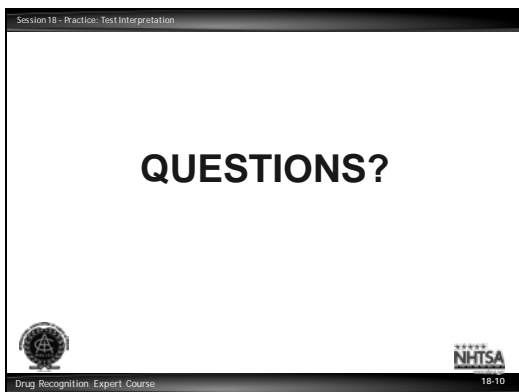 Session 18 - Practice: Test Interpretation
QUESTIONS?
NHTSA
Drug Recognition Expert Course
18-10